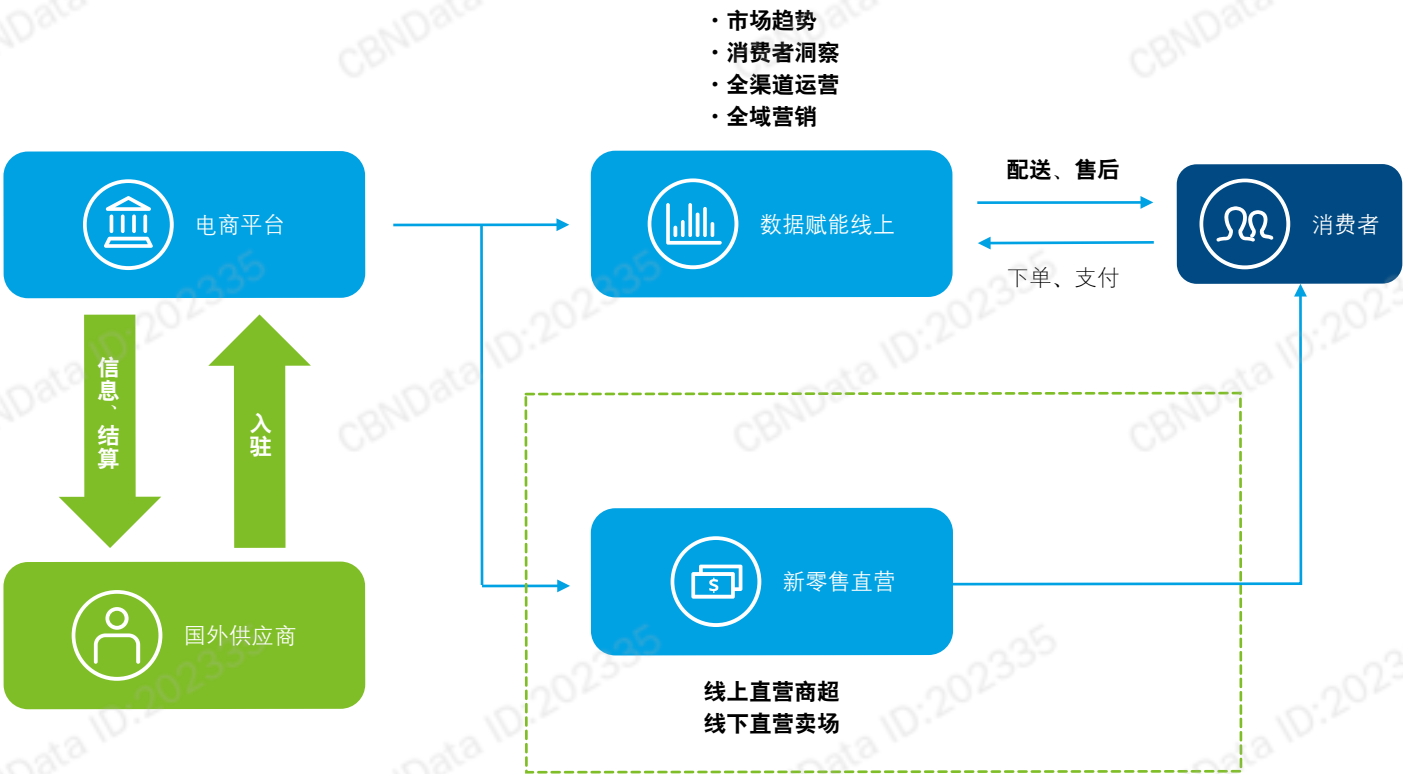 · 市场趋势
· 消费者洞察
· 全渠道运营
· 全域营销
电商平台
数据赋能线上
配送、售后
下单、支付
消费者
信息、结算
入驻
国外供应商
新零售直营
$
线上直营商超
线下直营卖场
CBNData ID:202335